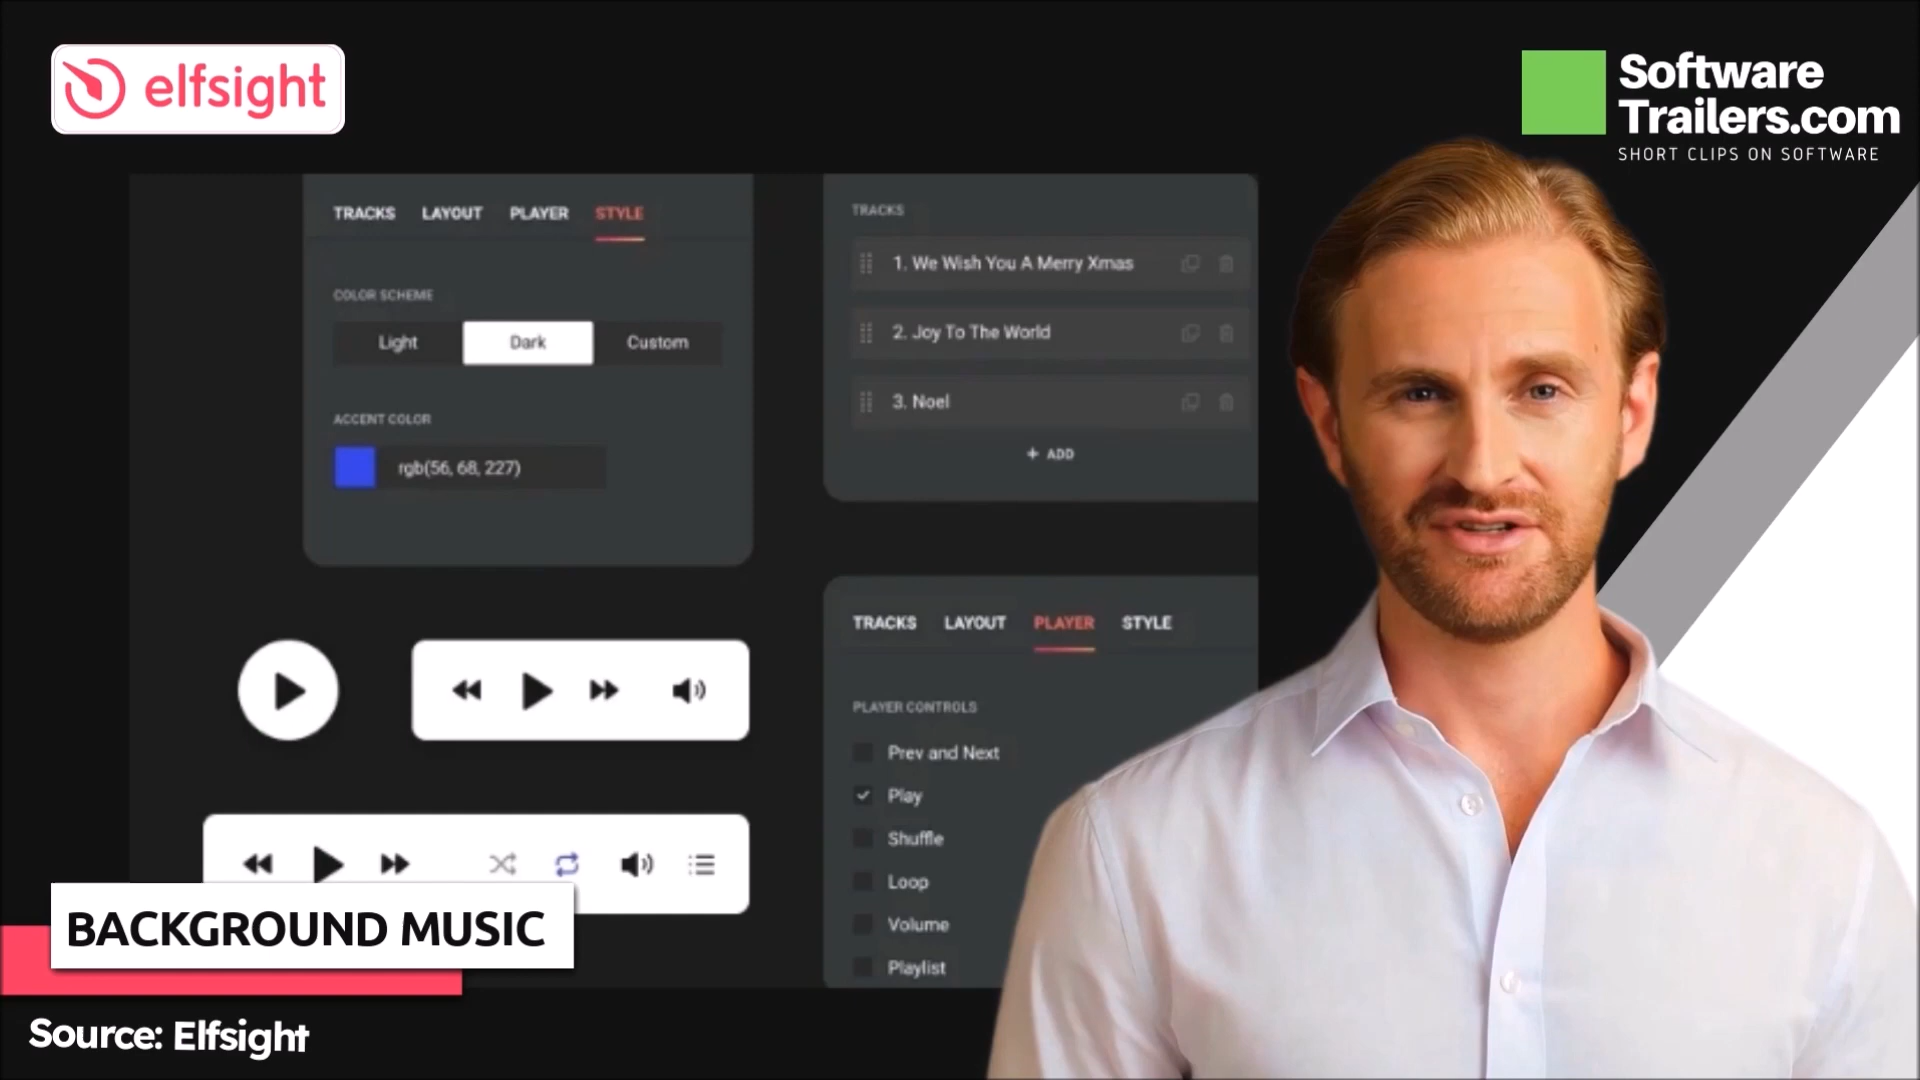 elfsight
Software
Trailers.com
SHORT CLIPS ON SOFTWARE
TRACKS LAYOUT PLAYER STYLE
COLOR SCHEME
Light Dark Custom
ACCENT COLOR
rgb(56, 68, 227)
TRACKS
1. We Wish You A Merry Xmas
2. Joy To The World
3. Noel
+ ADD
TRACKS LAYOUT PLAYER STYLE
PLAYER CONTROLS
Prev and Next
Play
Shuffle
Loop
Volume
Playlist
BACKGROUND MUSIC
Source: Elfsight